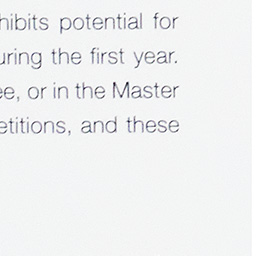 hibits potential for
uring the first year.
ee, or in the Master
etitions, and these